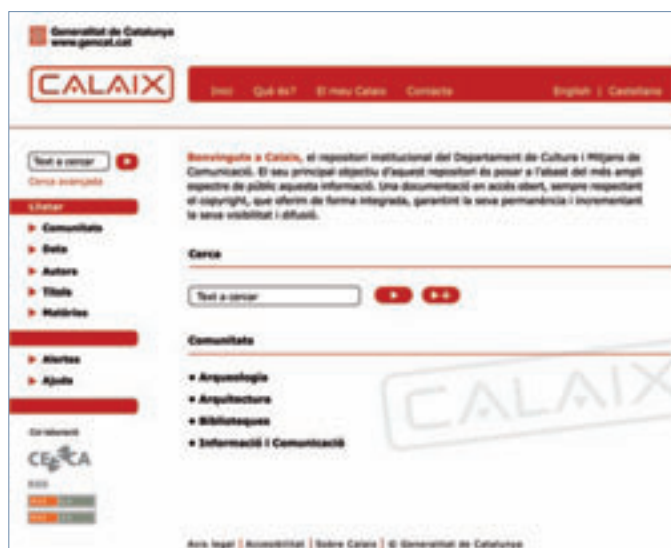 Generalitat de Catalunya
www.gencat.cat
CALAIX
Inici Què és? El meu Calaix Contacte English | Castellano
Text a cercar
Cerca avançada
Benvinguts a Calaix, el repositori institucional del Departament de Cultura i Mitjans de
Comunicació. El seu principal objectiu d'aquest repositori és posar a l'abast del més ampli
espectre de públic aquesta informació. Una documentació en accés obert, sempre respectant
el copyright, que oferim de forma integrada, garantint la seva permanència i incrementant
la seva visibilitat i difusió.
Llistar
Comunitats
Data
Autors
Títols
Matèries
Alertes
Ajuda
Cerca
Text a cercar
Comunitats
Arqueologia
Arquitectura
Biblioteques
Informació i Comunicació
CALAIX
Col·laboració
RSS
Avís legal | Accessibilitat | Sobre Calaix | © Generalitat de Catalunya